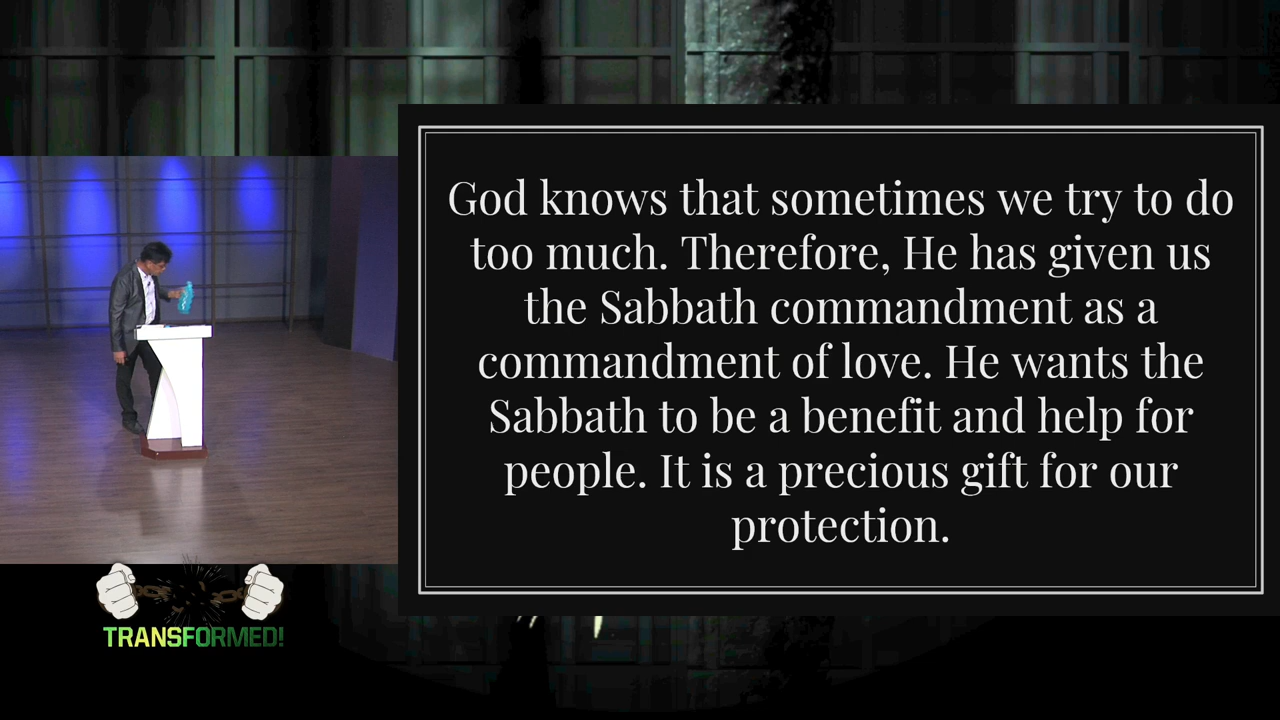 God knows that sometimes we try to do
too much. Therefore, He has given us
the Sabbath commandment as a
commandment of love. He wants the
Sabbath to be a benefit and help for
people. It is a precious gift for our
protection.
TRANSFORMED!